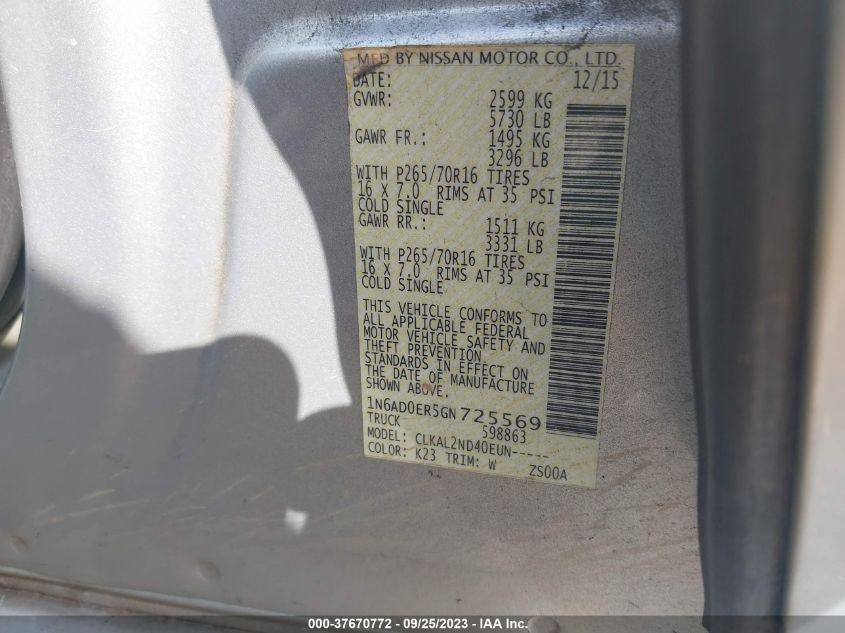 MFD BY NISSAN MOTOR CO., LTD.
DATE: 12/15
GVWR: 2599 KG
5730 LB
GAWR FR.: 1495 KG
3296 LB
WITH P265/70R16 TIRES
16 X 7.0 RIMS AT 35 PSI
COLD SINGLE
GAWR RR.: 1511 KG
3331 LB
WITH P265/70R16 TIRES
16 X 7.0 RIMS AT 35 PSI
COLD SINGLE
THIS VEHICLE CONFORMS TO
ALL APPLICABLE FEDERAL
MOTOR VEHICLE SAFETY AND
THEFT PREVENTION
STANDARDS IN EFFECT ON
THE DATE OF MANUFACTURE
SHOWN ABOVE.
1N6AD0ER5GN725569
TRUCK 598863
MODEL: CLKAL2ND40EUN-----
COLOR: K23 TRIM: W ZS00A
000-37670772 - 09/25/2023 - IAA Inc.